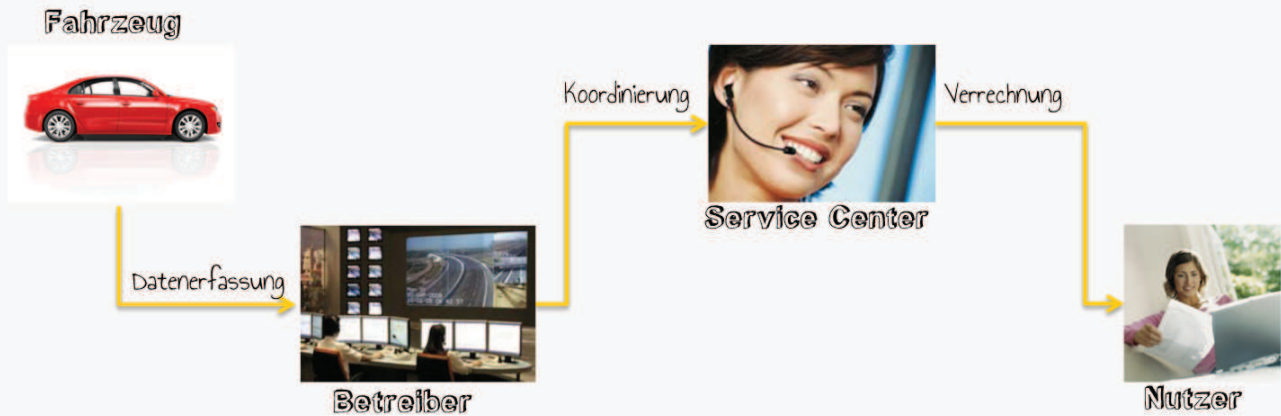 Fahrzeug
Datenerfassung
Betreiber
Koordinierung
Service Center
Verrechnung
Nutzer